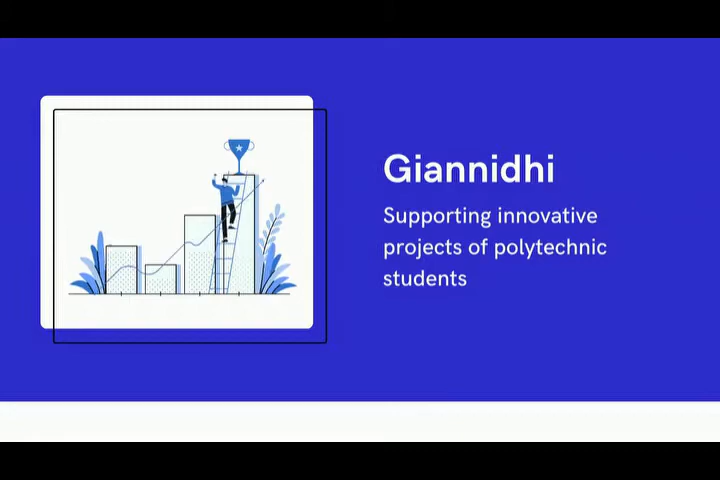 Giannidhi
Supporting innovative
projects of polytechnic
students